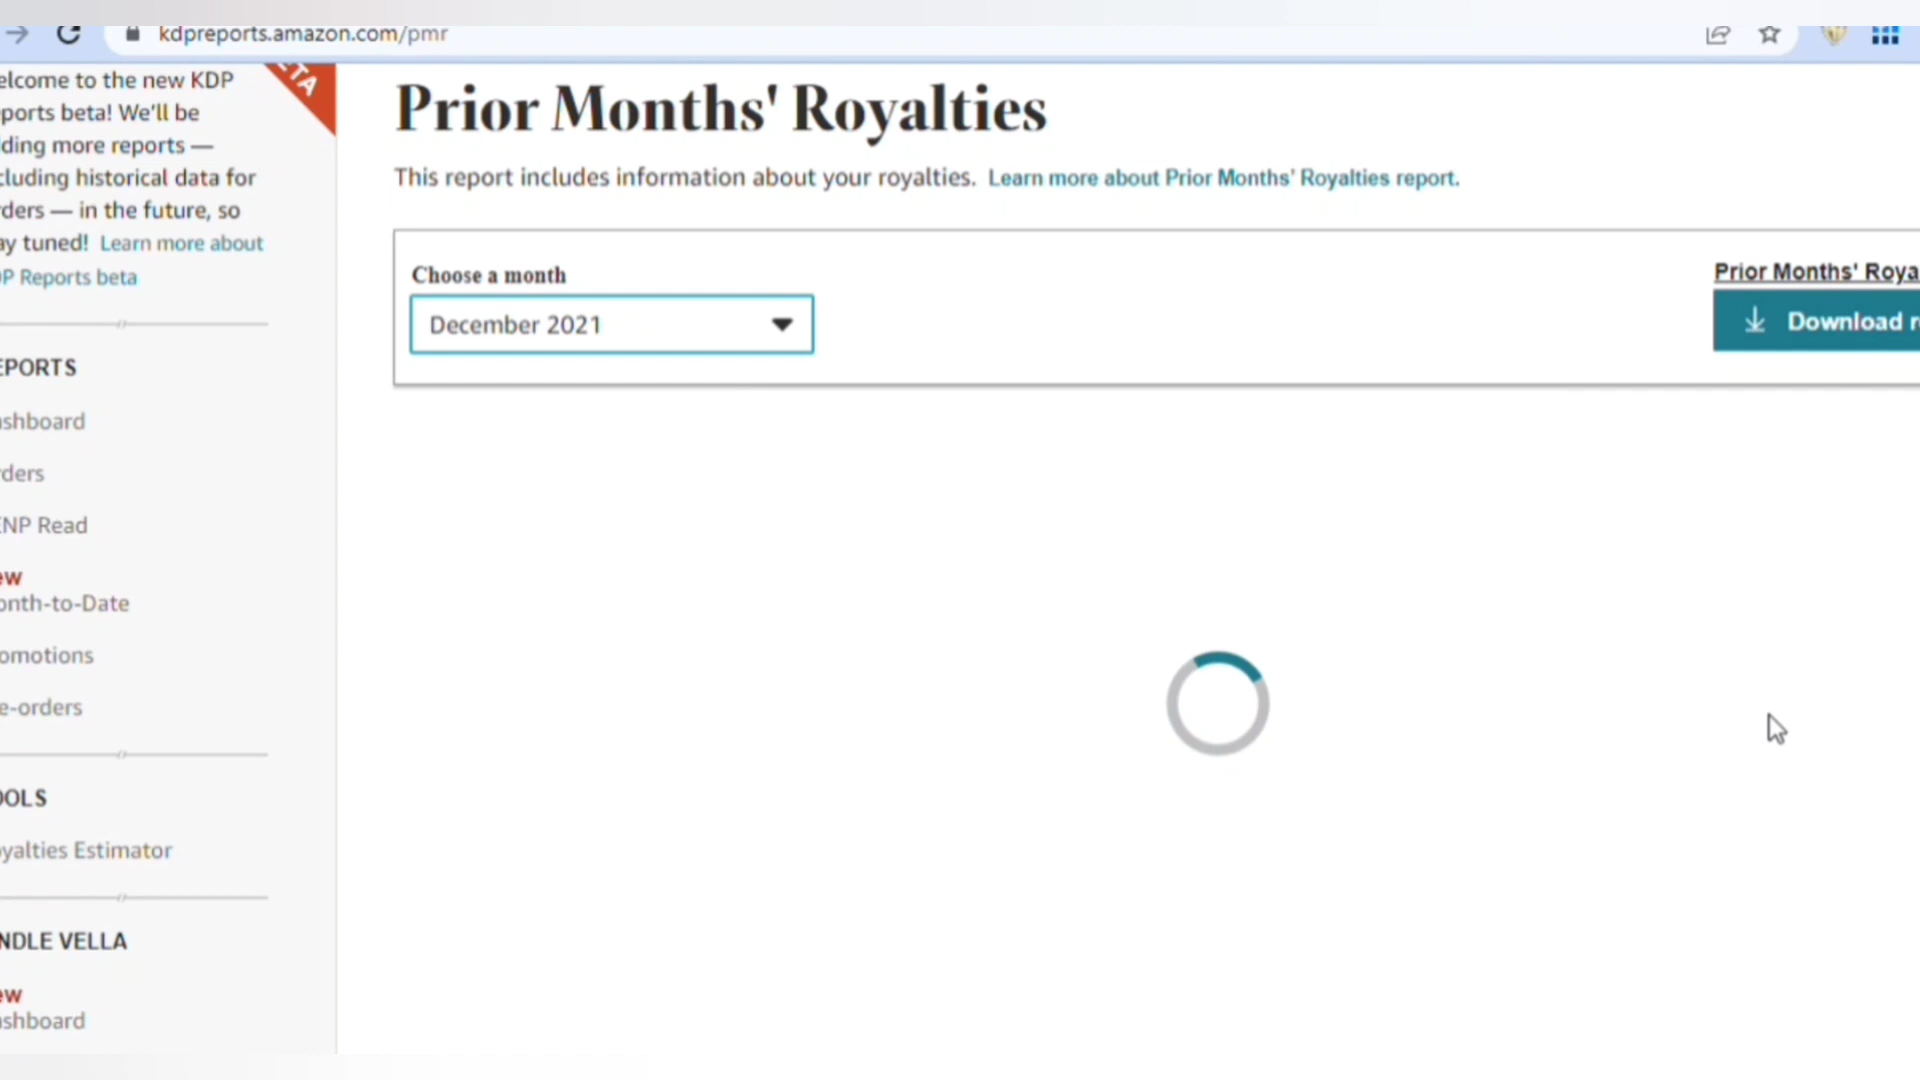 kdpreports.amazon.com/pmr
elcome to the new KDP
ports beta! We'll be
ding more reports —
cluding historical data for
ders — in the future, so
ay tuned! Learn more about
P Reports beta
TA
EPORTS
shboard
ders
ENP Read
ew
onth-to-Date
omotions
e-orders
OOLS
yalties Estimator
NDLE VELLA
ew
shboard
Prior Months' Royalties
This report includes information about your royalties. Learn more about Prior Months' Royalties report.
Choose a month
December 2021
Prior Months' Roya
Download r